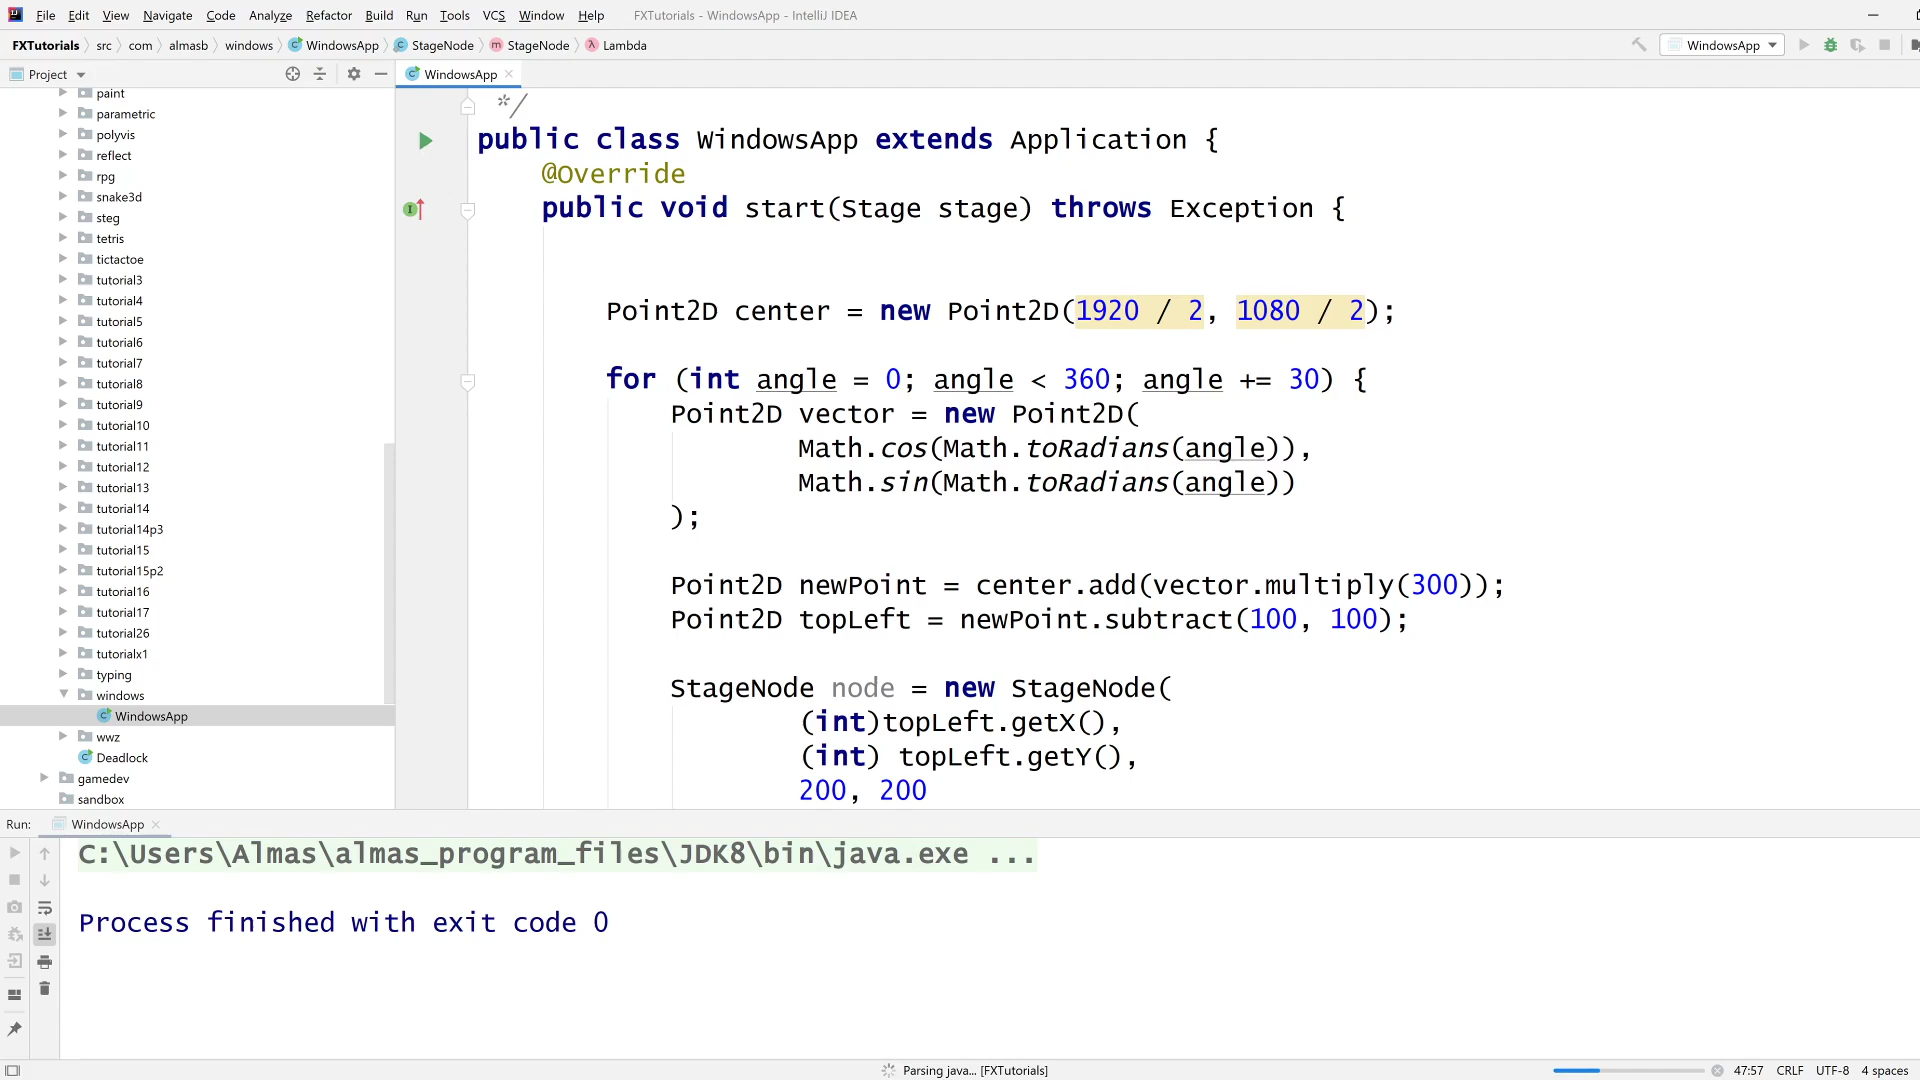 File Edit View Navigate Code Analyze Refactor Build Run Tools VCS Window Help FXTutorials - WindowsApp - IntelliJ IDEA
FXTutorials src com almasb windows WindowsApp StageNode StageNode Lambda WindowsApp
Project WindowsApp
paint
parametric
polyvis
reflect
rpg
snake3d
steg
tetris
tictactoe
tutorial3
tutorial4
tutorial5
tutorial6
tutorial7
tutorial8
tutorial9
tutorial10
tutorial11
tutorial12
tutorial13
tutorial14
tutorial14p3
tutorial15
tutorial15p2
tutorial16
tutorial17
tutorial26
tutorialx1
typing
windows
WindowsApp
wwz
Deadlock
gamedev
sandbox
*/
public class WindowsApp extends Application {
@Override
public void start(Stage stage) throws Exception {
Point2D center = new Point2D(1920 / 2, 1080 / 2);
for (int angle = 0; angle < 360; angle += 30) {
Point2D vector = new Point2D(
Math.cos(Math.toRadians(angle)),
Math.sin(Math.toRadians(angle))
);
Point2D newPoint = center.add(vector.multiply(300));
Point2D topLeft = newPoint.subtract(100, 100);
StageNode node = new StageNode(
(int)topLeft.getX(),
(int) topLeft.getY(),
200, 200
Run: WindowsApp
C:\Users\Almas\almas_program_files\JDK8\bin\java.exe ...
Process finished with exit code 0
Parsing java... [FXTutorials] 47:57 CRLF UTF-8 4 spaces